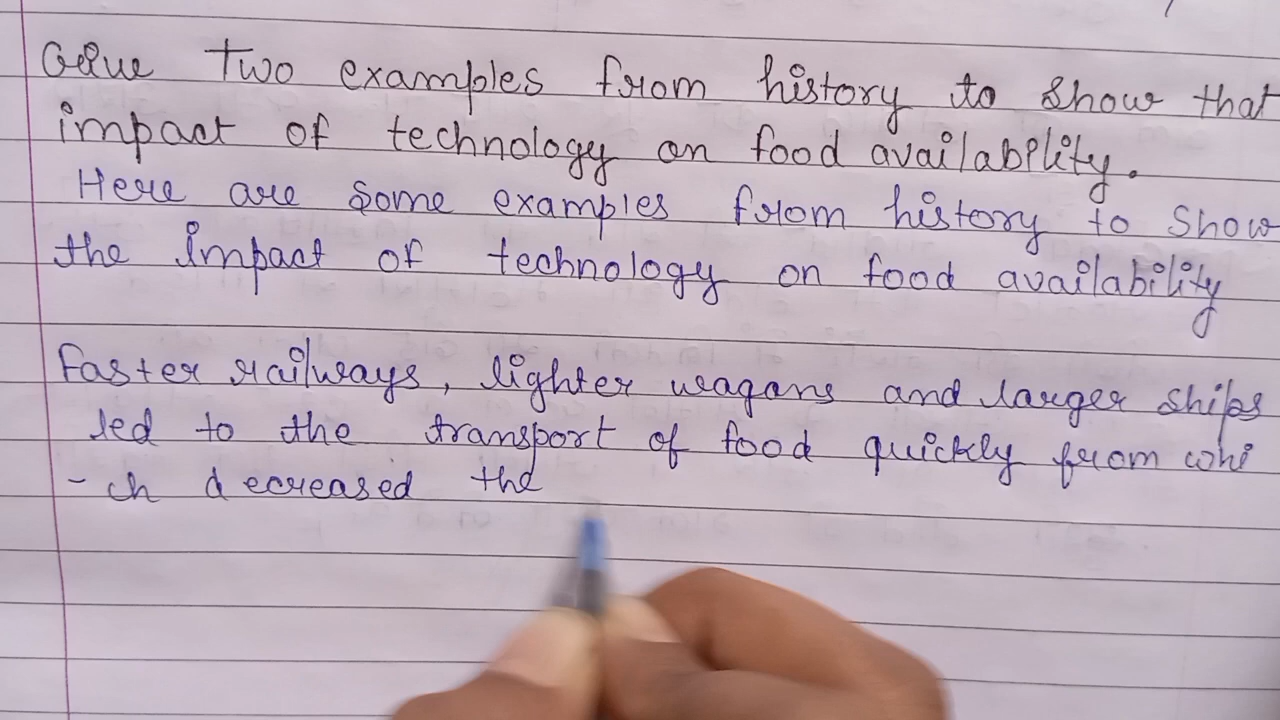 Give Two examples from history to show that
impact of technology on food availability.
Here are some examples from history to show
the impact of technology on food availability
Faster railways, lighter wagans and larger ships
led to the transport of food quickly from whi
- ch decreased the